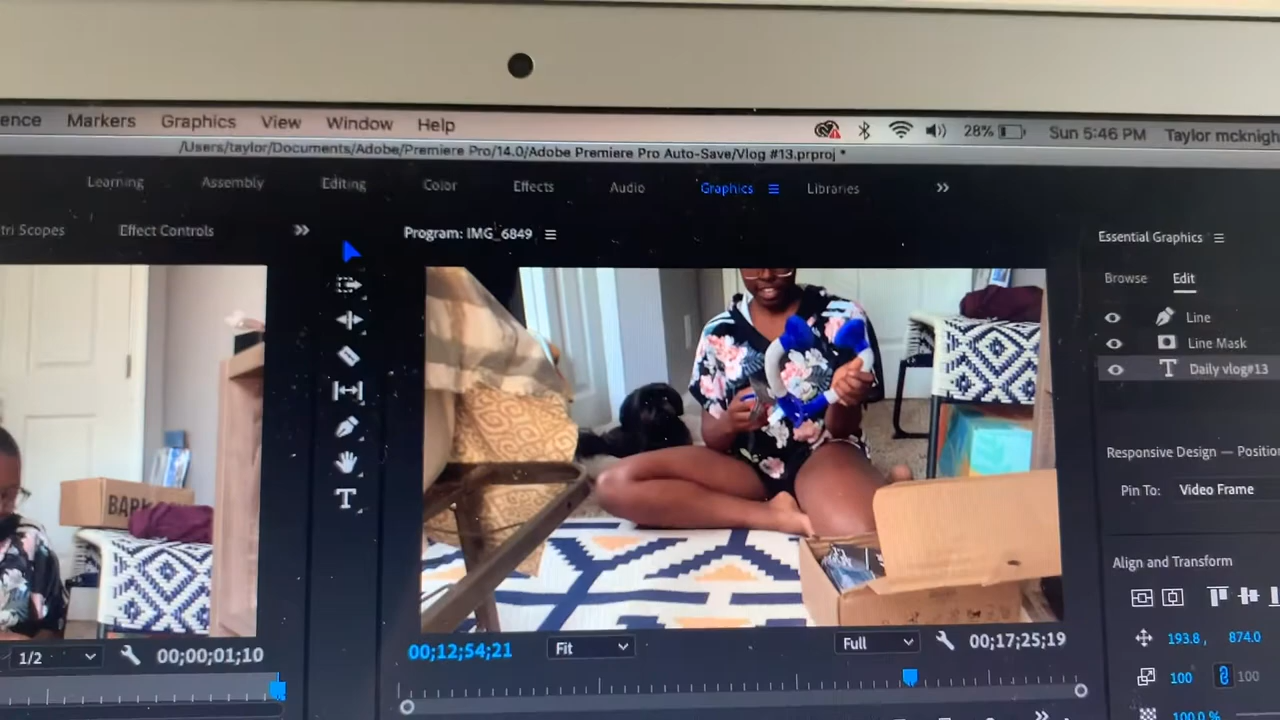 ence Markers Graphics View Window Help 28% Sun 5:46 PM Taylor mcknigh
/Users/taylor/Documents/Adobe/Premiere Pro/14.0/Adobe Premiere Pro Auto-Save/Vlog #13.prproj *
Learning Assembly Editing Color Effects Audio Graphics Libraries
tri Scopes Effect Controls Program: IMG_6849 Essential Graphics
Browse Edit
Line
Line Mask
Daily vlog#13
BARK
Responsive Design — Position
Pin To: Video Frame
Align and Transform
193.8, 874.0
1/2 00;00;01;10 00;12;54;21 Fit Full 00;17;25;19
100 100
100.0 %